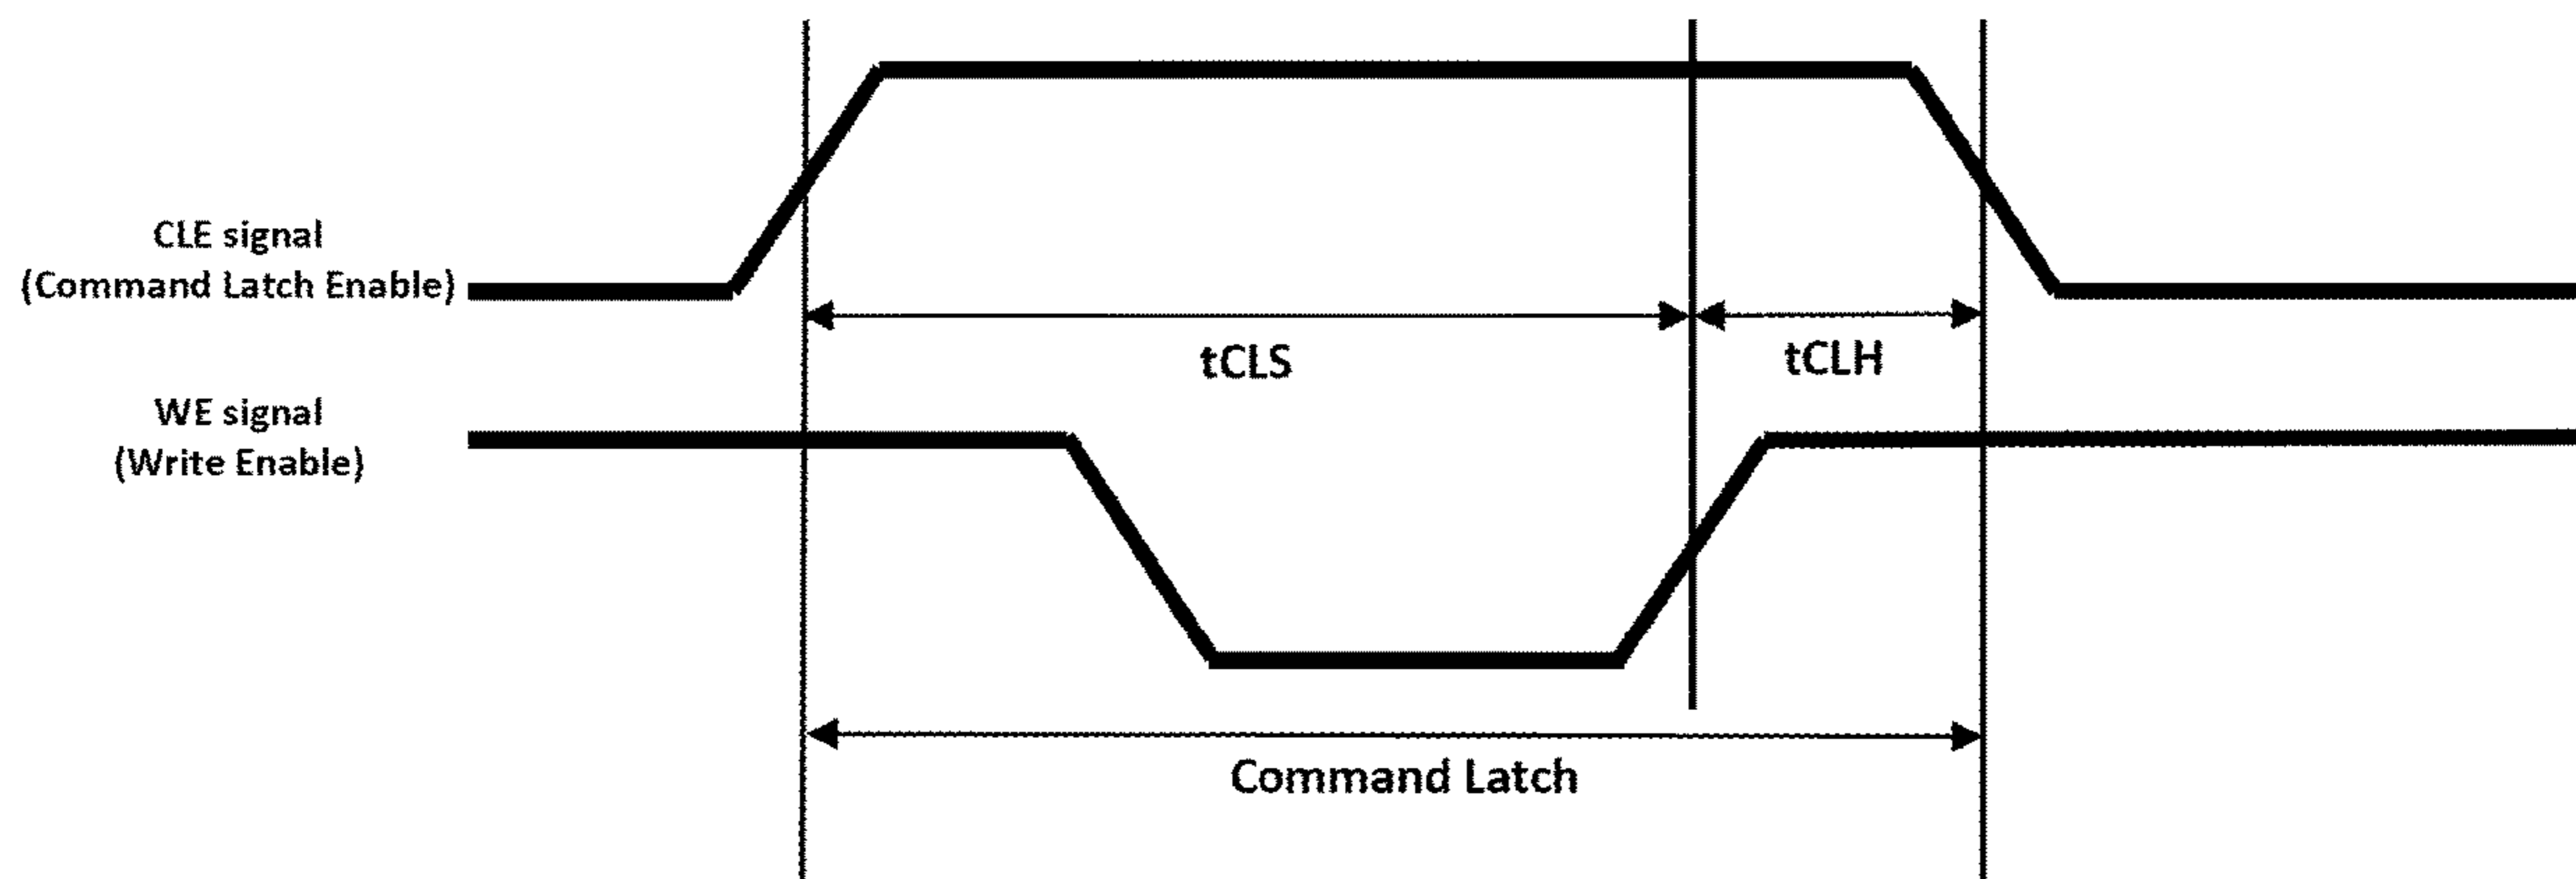 CLE signal
(Command Latch Enable)
tCLS
tCLH
WE signal
(Write Enable)
Command Latch